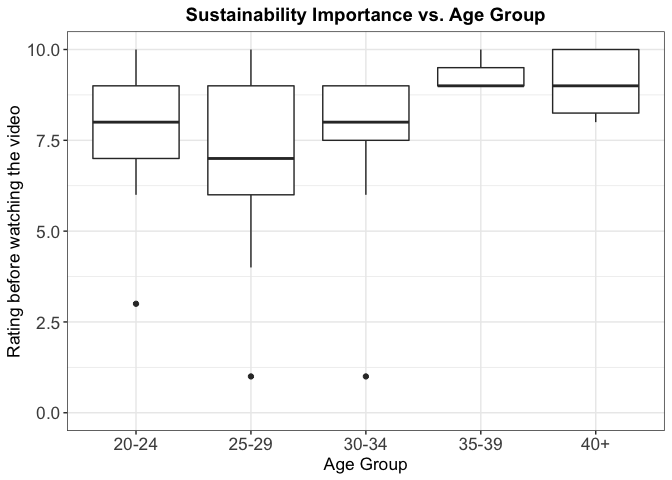 Sustainability Importance vs. Age Group
Rating before watching the video
10.0
7.5
5.0
2.5
0.0
20-24 25-29 30-34 35-39 40+
Age Group